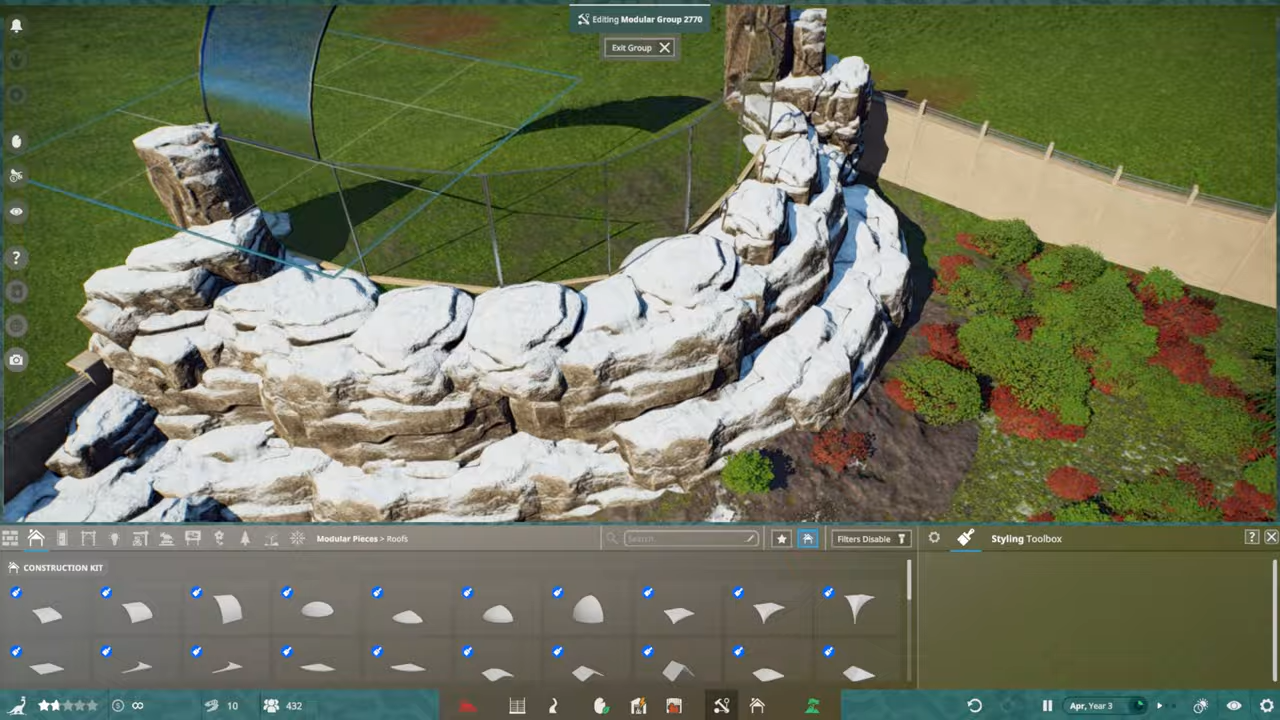 Editing Modular Group 2770
Exit Group
Modular Pieces > Roofs
Search...
Filters Disable
Styling Toolbox
?
CONSTRUCTION KIT
10
432
Apr, Year 3